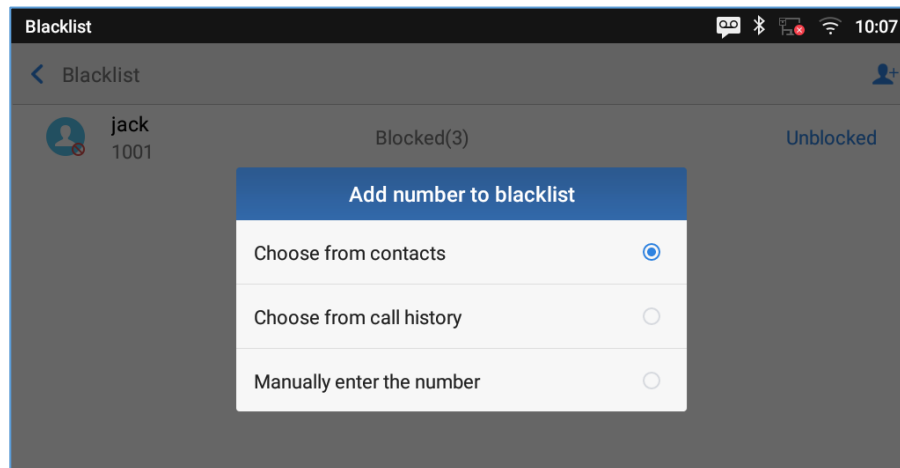 Blacklist
10:07
Blacklist
jack
1001
Blocked(3)
Unblocked
Add number to blacklist
Choose from contacts
Choose from call history
Manually enter the number